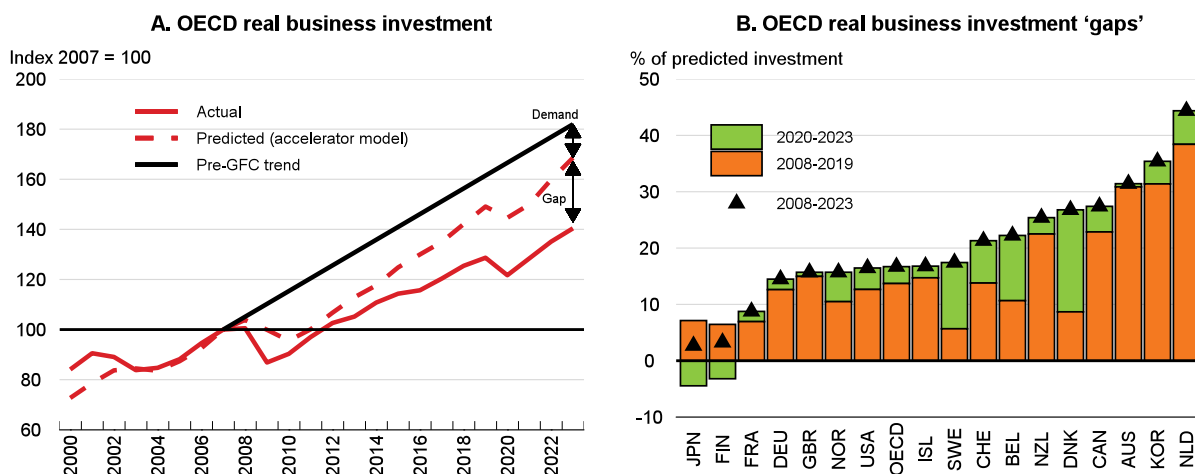 A. OECD real business investment
Index 2007 = 100
200
180
160
140
120
100
80
60
Actual
Predicted (accelerator model)
Pre-GFC trend
Demand
Gap
2000
2002
2004
2006
2008
2010
2012
2014
2016
2018
2020
2022
B. OECD real business investment ‘gaps’
% of predicted investment
50
40
30
20
10
0
-10
2020-2023
2008-2019
2008-2023
JPN
FIN
FRA
DEU
GBR
NOR
USA
OECD
ISL
SWE
CHE
BEL
NZL
DNK
CAN
AUS
KOR
NLD